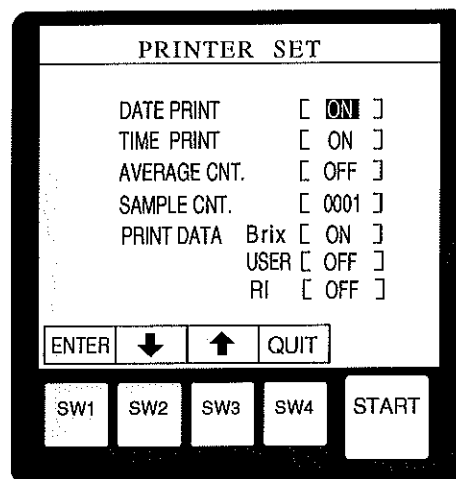 PRINTER SET
DATE PRINT [ ON ]
TIME PRINT [ ON ]
AVERAGE CNT. [ OFF ]
SAMPLE CNT. [ 0001 ]
PRINT DATA Brix [ ON ]
USER [ OFF ]
RI [ OFF ]
ENTER ↓ ↑ QUIT
SW1 SW2 SW3 SW4 START